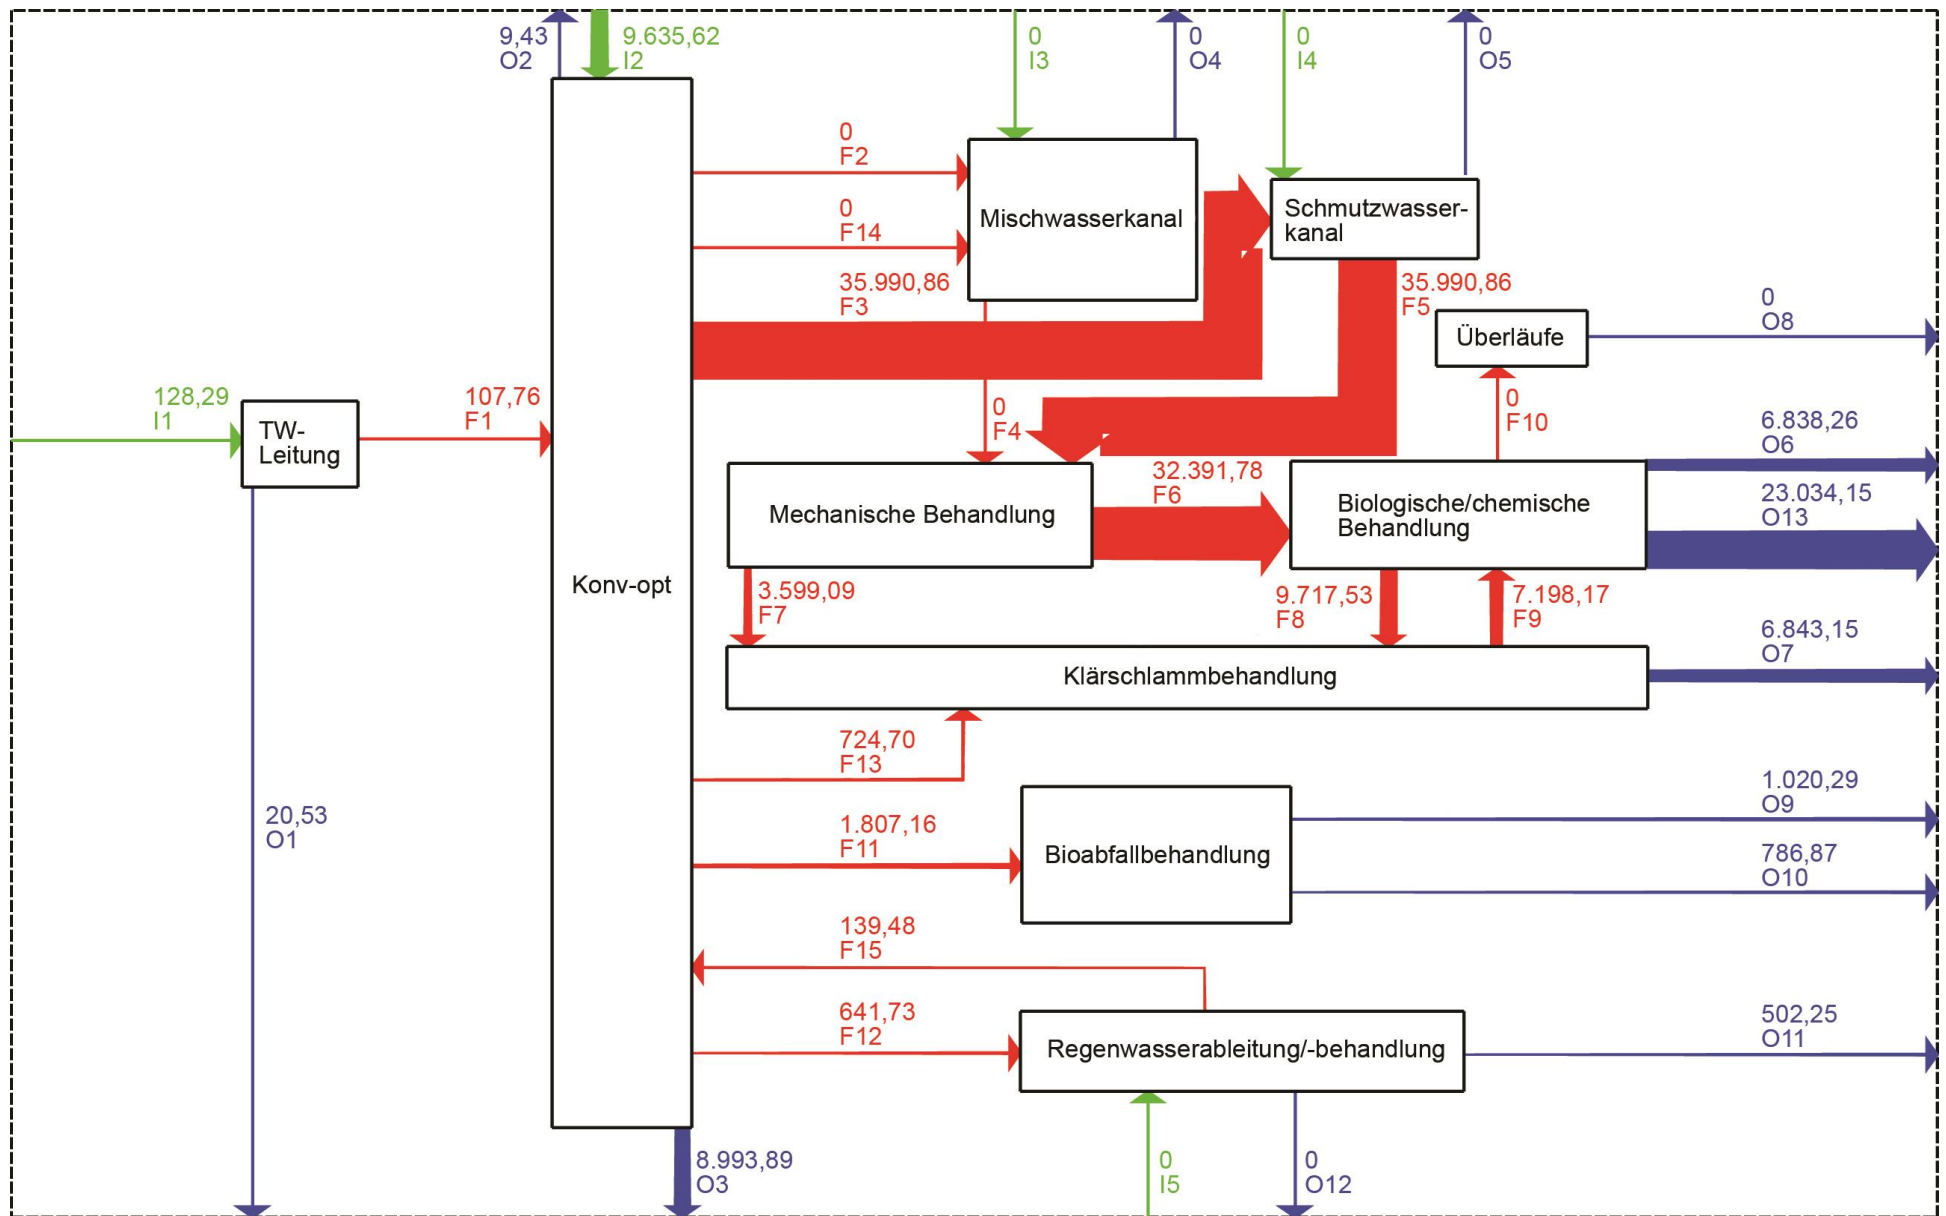 9,43
O2
9.635,62
I2
0
I3
0
O4
0
I4
0
O5
0
F2
Mischwasserkanal
Schmutzwasser-
kanal
0
F14
35.990,86
F3
35.990,86
F5
0
O8
Überläufe
128,29
I1
TW-
Leitung
107,76
F1
0
F4
0
F10
6.838,26
O6
32.391,78
F6
Mechanische Behandlung
Biologische/chemische
Behandlung
23.034,15
O13
Konv-opt
3.599,09
F7
9.717,53
F8
7.198,17
F9
6.843,15
O7
Klärschlammbehandlung
724,70
F13
20,53
O1
1.807,16
F11
Bioabfallbehandlung
1.020,29
O9
786,87
O10
139,48
F15
641,73
F12
Regenwasserableitung/-behandlung
502,25
O11
8.993,89
O3
0
I5
0
O12